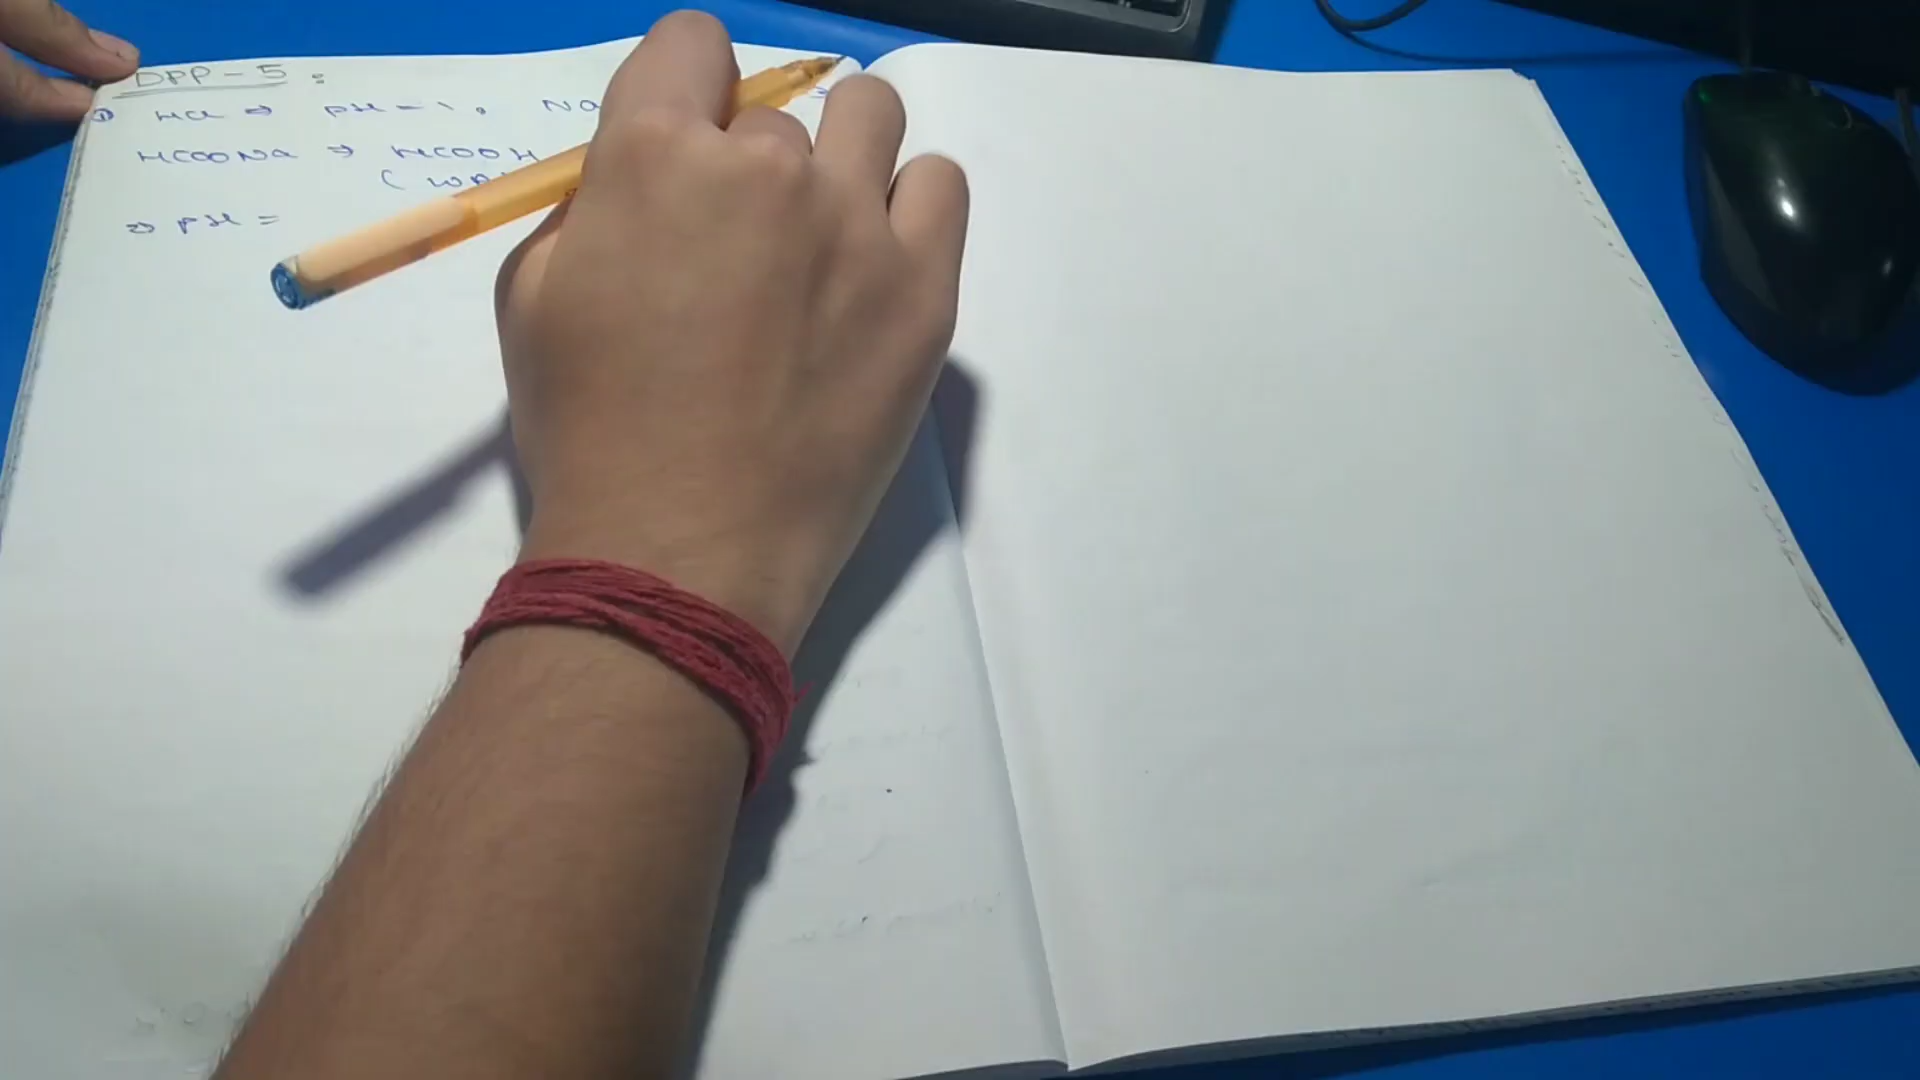 DPP-5 :
① HCl ⇒ pH = 1, Na
HCOONa ⇒ HCOOH
(
⇒ pH =